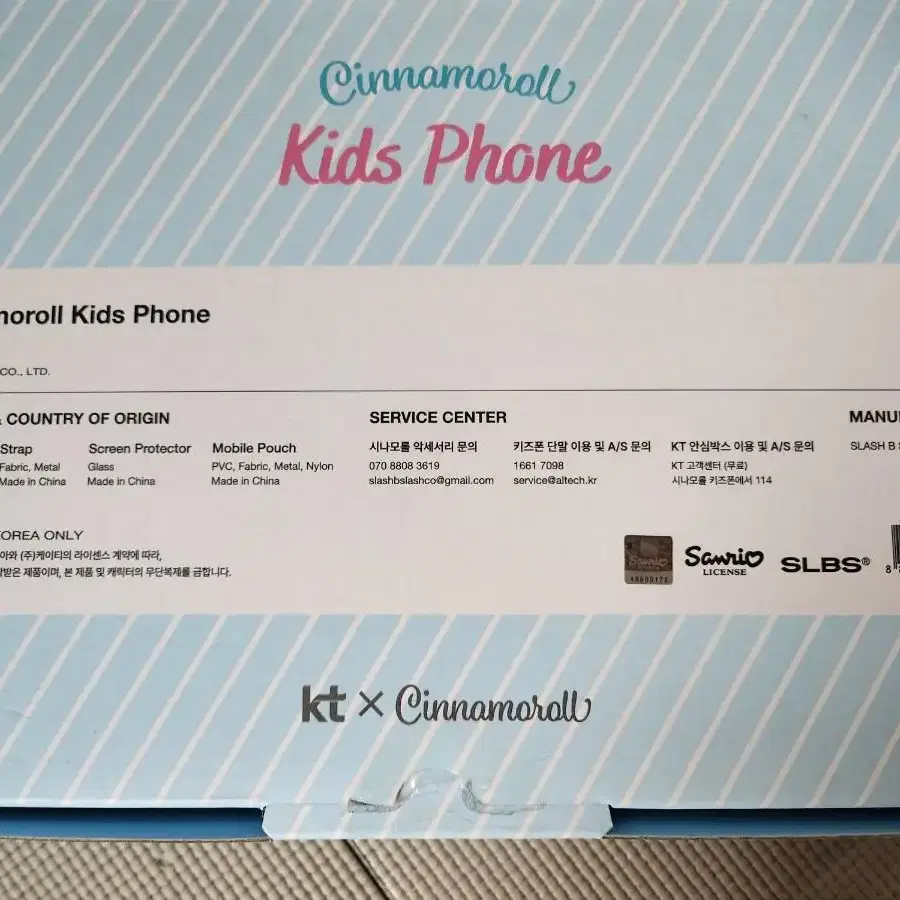 Cinnamoroll
Kids Phone
noroll Kids Phone
CO., LTD.
COUNTRY OF ORIGIN
Strap
Fabric, Metal
Made in China
Screen Protector
Glass
Made in China
Mobile Pouch
PVC, Fabric, Metal, Nylon
Made in China
SERVICE CENTER
시나모롤 악세서리 문의
070 8808 3619
slashbslashco@gmail.com
키즈폰 단말 이용 및 A/S 문의
1661 7098
service@altech.kr
KT 안심박스 이용 및 A/S 문의
KT 고객센터 (무료)
시나모롤 키즈폰에서 114
MANU
SLASH B
OREA ONLY
아와 (주)케이티의 라이센스 계약에 따라,
받은 제품이며, 본 제품 및 캐릭터의 무단복제를 금합니다.
Sanrio
Sanrio
LICENSE
SLBS®
8
kt × Cinnamoroll